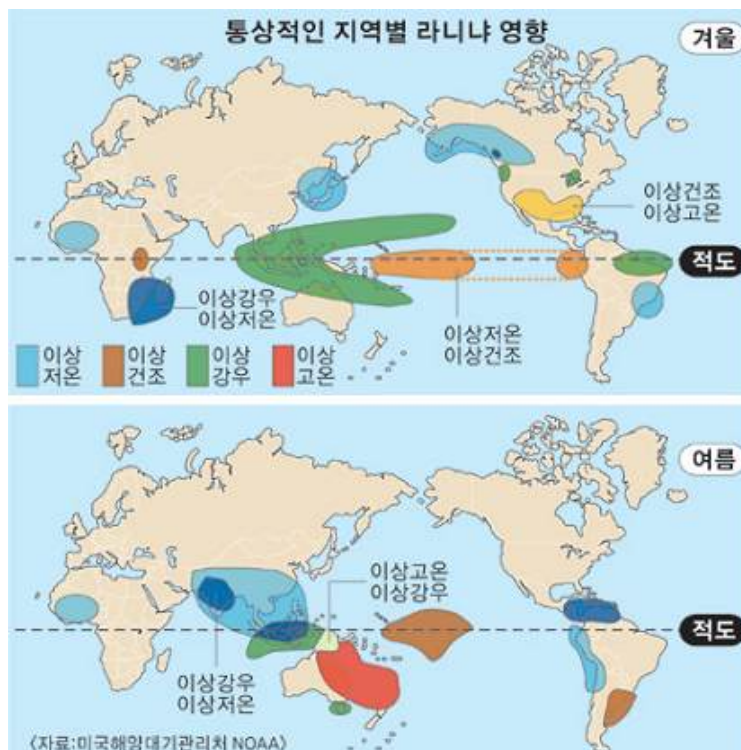 통상적인 지역별 라니냐 영향
겨울
이상건조
이상고온
적도
이상강우
이상저온
이상저온
이상건조
이상
저온
이상
건조
이상
강우
이상
고온
여름
이상고온
이상강우
적도
이상강우
이상저온
〈자료:미국해양대기관리처 NOAA〉